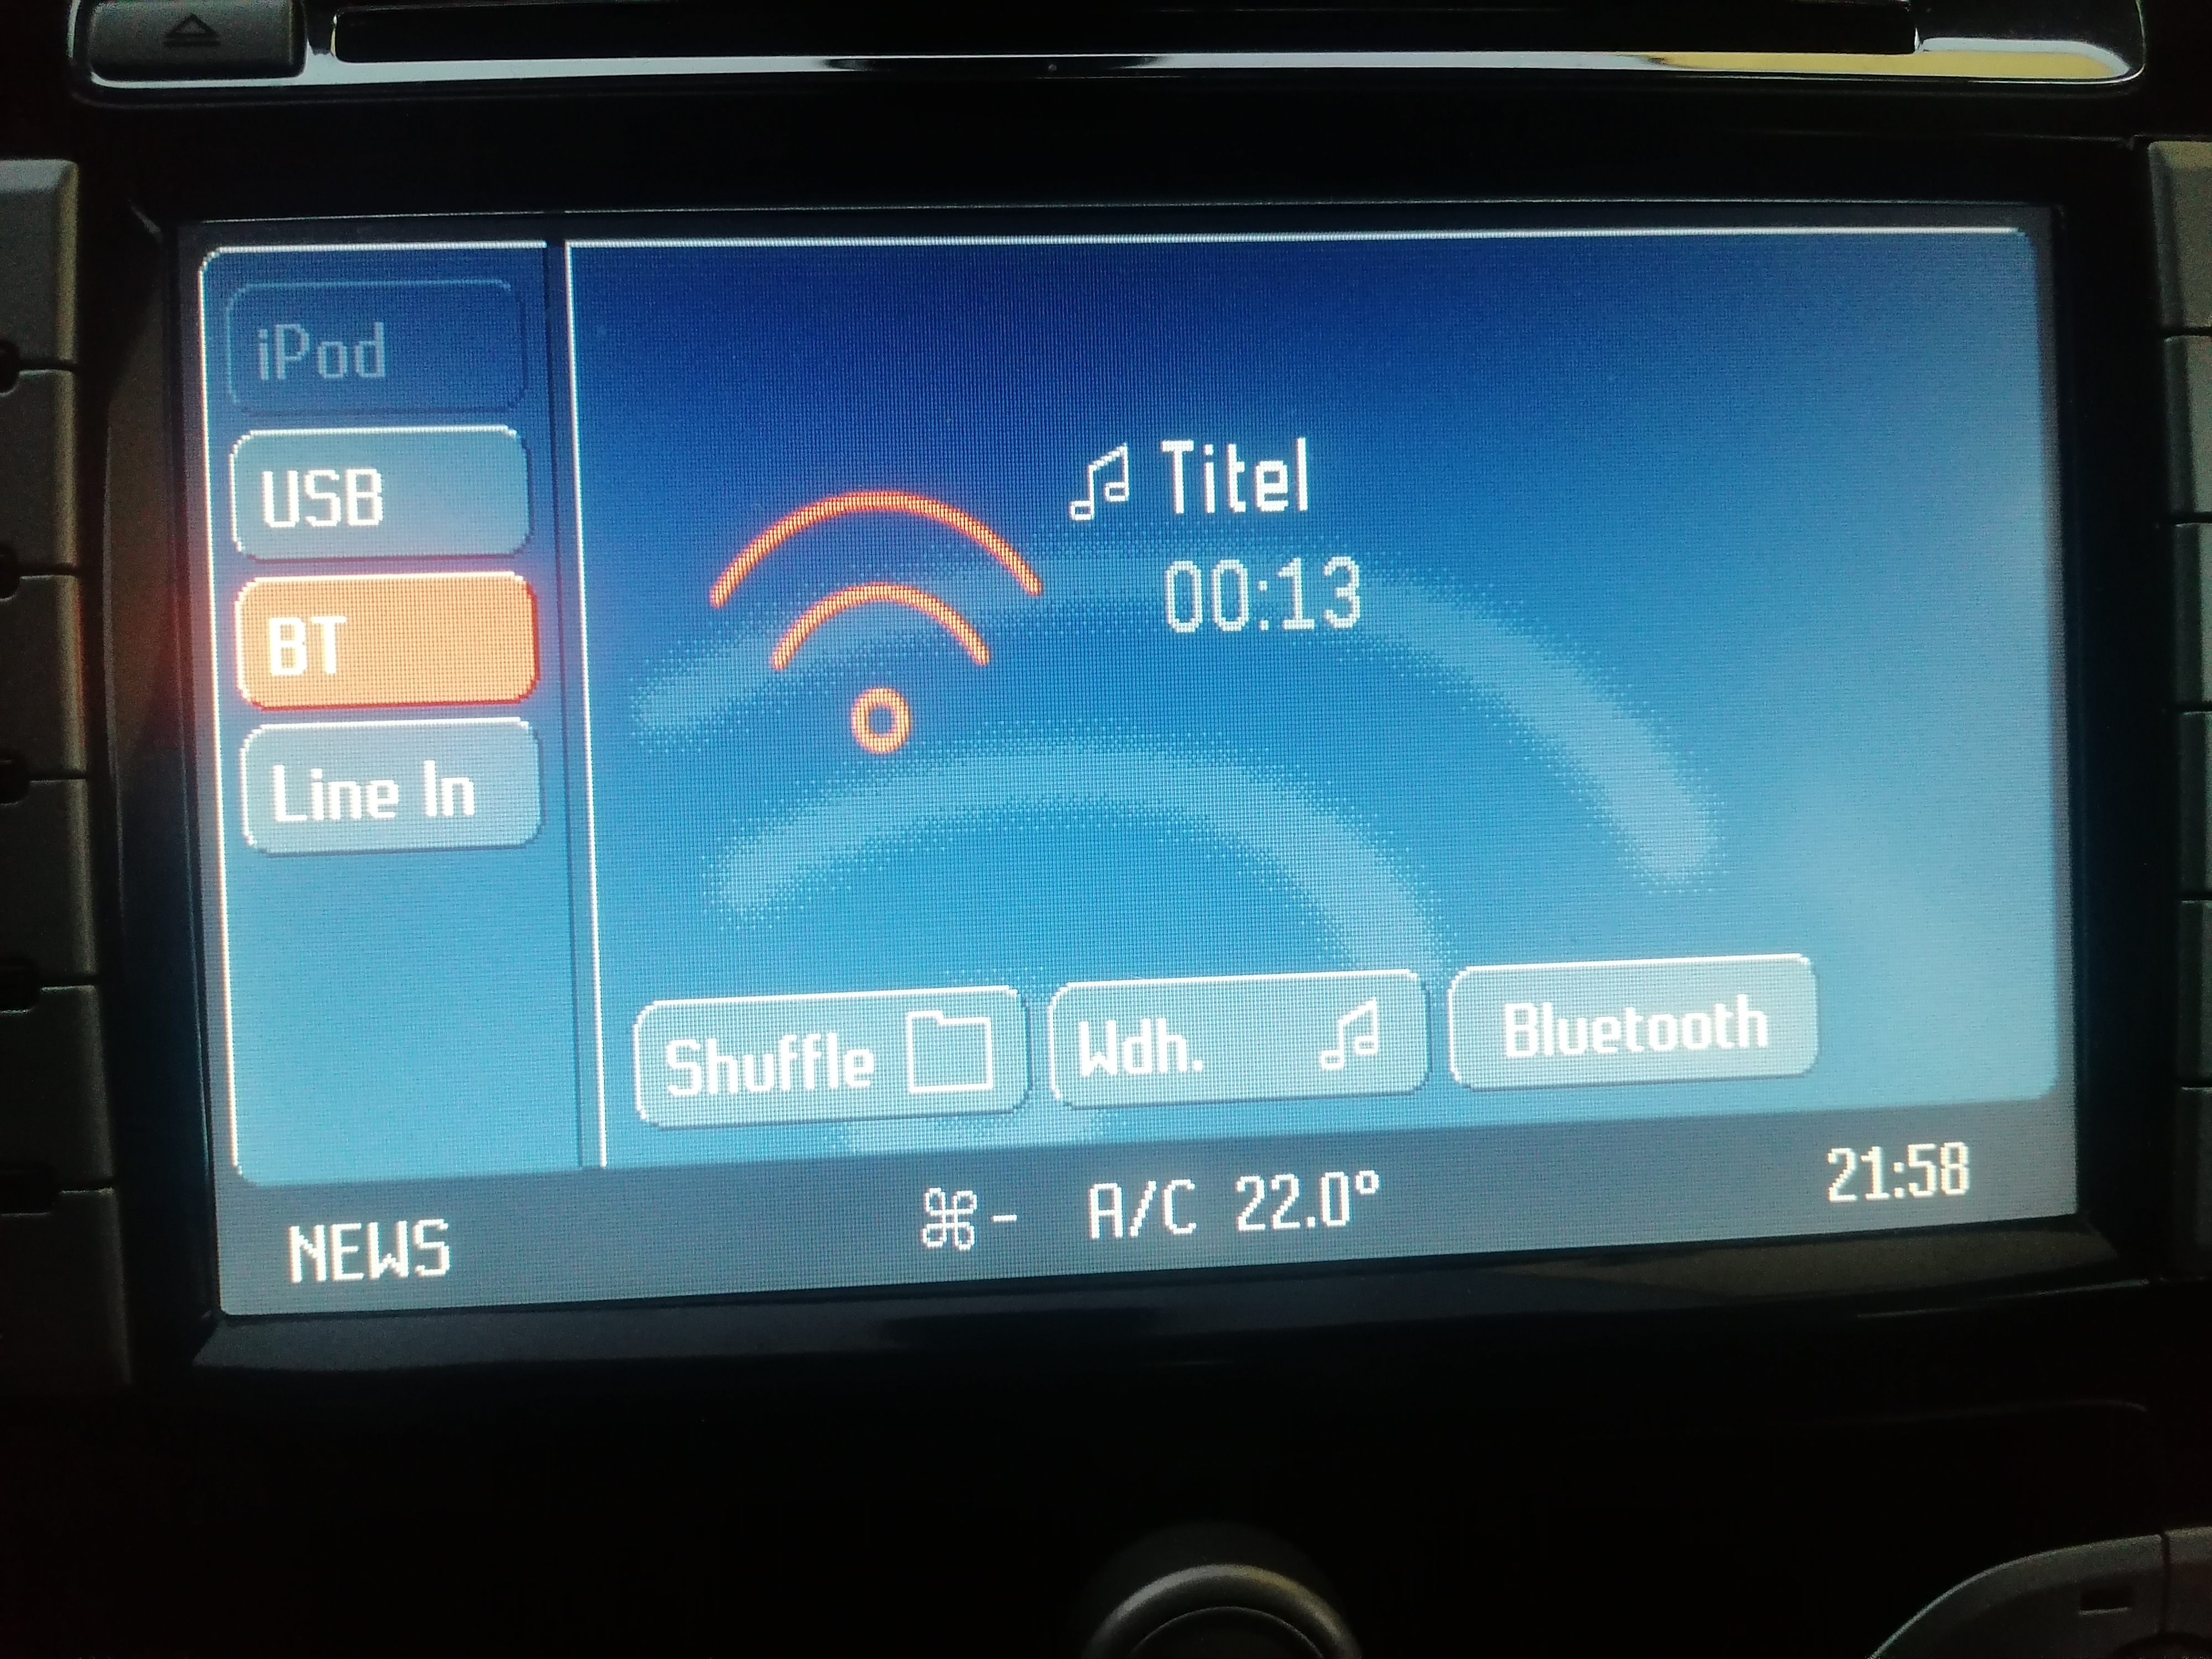 iPod
USB
BT
Line In
Titel
00:13
Shuffle
Wdh.
Bluetooth
NEWS
- A/C 22.0°
21:58